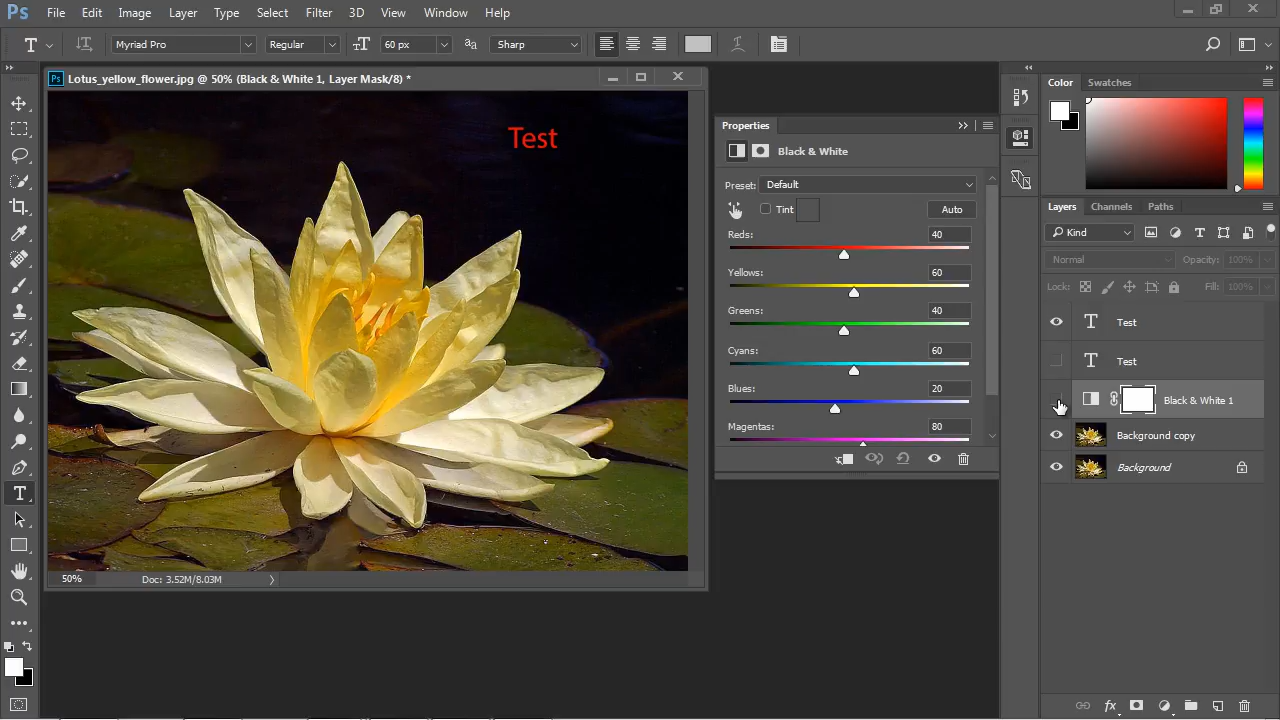 Ps File Edit Image Layer Type Select Filter 3D View Window Help
T Myriad Pro Regular 60 px Sharp
Lotus_yellow_flower.jpg @ 50% (Black & White 1, Layer Mask/8) *
Test
50% Doc: 3.52M/8.03M
Properties
Black & White
Preset: Default
Tint Auto
Reds: 40
Yellows: 60
Greens: 40
Cyans: 60
Blues: 20
Magentas: 80
Color Swatches
Layers Channels Paths
Kind
Normal Opacity: 100%
Lock: Fill: 100%
T Test
T Test
Black & White 1
Background copy
Background
fx